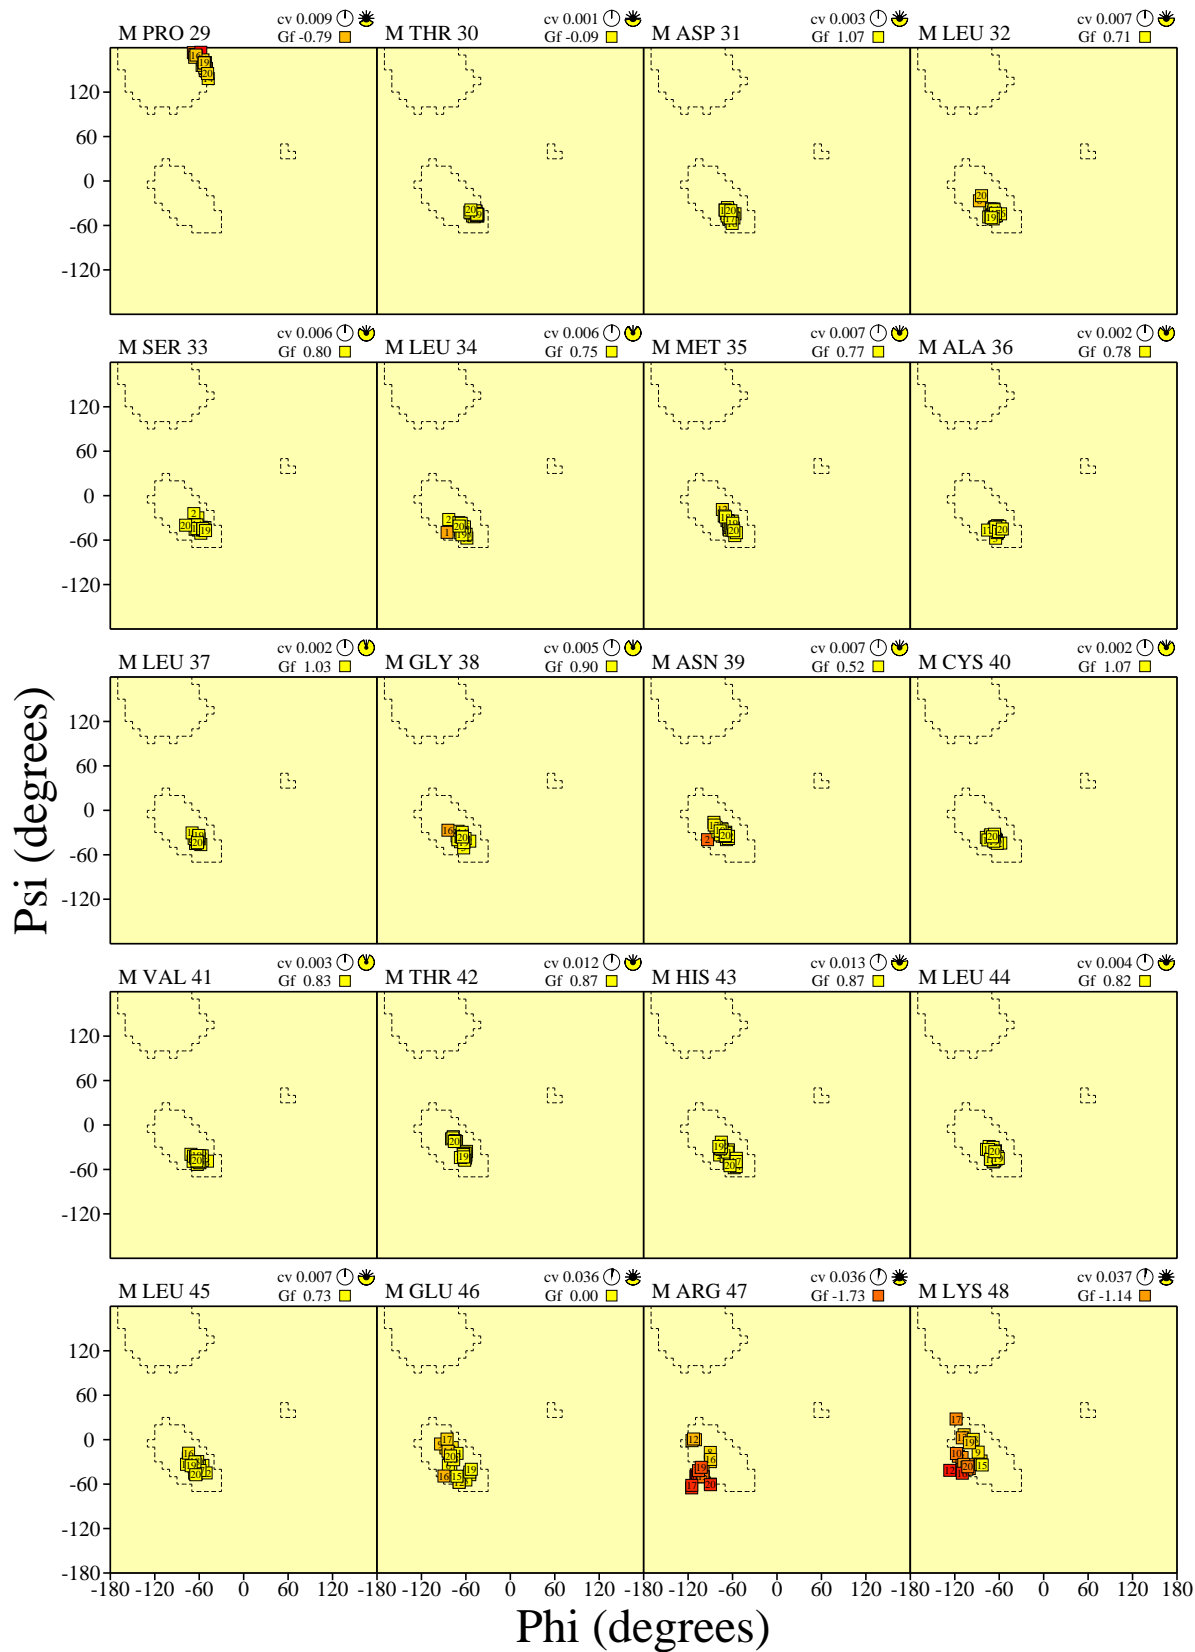 cv 0.009 cv 0.001 cv 0.003 cv 0.007
M PRO 29 Gf -0.79 M THR 30 Gf -0.09 M ASP 31 Gf 1.07 M LEU 32 Gf 0.71
120
60
0
-60
-120
cv 0.006 cv 0.006 cv 0.007 cv 0.002
M SER 33 Gf 0.80 M LEU 34 Gf 0.75 M MET 35 Gf 0.77 M ALA 36 Gf 0.78
120
60
0
-60
-120
cv 0.002 cv 0.005 cv 0.007 cv 0.002
M LEU 37 Gf 1.03 M GLY 38 Gf 0.90 M ASN 39 Gf 0.52 M CYS 40 Gf 1.07
120
60
0
-60
-120
Psi (degrees)
cv 0.003 cv 0.012 cv 0.013 cv 0.004
M VAL 41 Gf 0.83 M THR 42 Gf 0.87 M HIS 43 Gf 0.87 M LEU 44 Gf 0.82
120
60
0
-60
-120
cv 0.007 cv 0.036 cv 0.036 cv 0.037
M LEU 45 Gf 0.73 M GLU 46 Gf 0.00 M ARG 47 Gf -1.73 M LYS 48 Gf -1.14
120
60
0
-60
-120
-180
-180 -120 -60 0 60 120 -180 -120 -60 0 60 120 -180 -120 -60 0 60 120 -180 -120 -60 0 60 120 180
Phi (degrees)